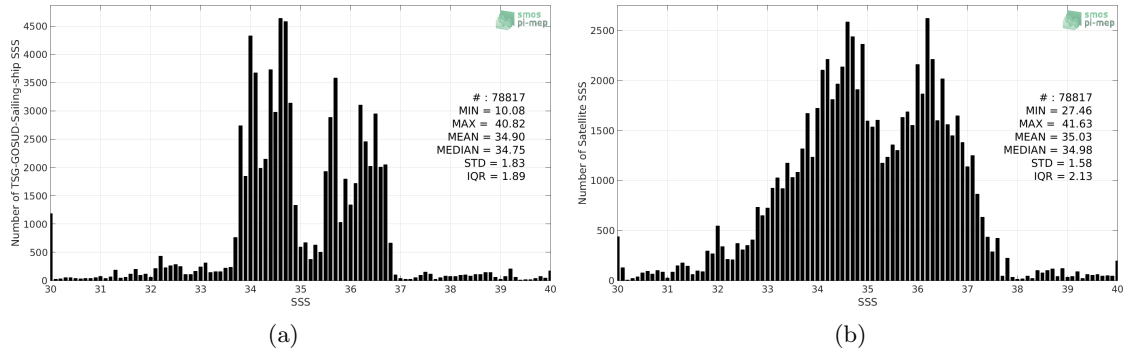 smos
pi-mep
Number of TSG-GOSUD-Sailing-ship SSS
4500
4000
3500
3000
2500
2000
1500
1000
500
0
# : 78817
MIN = 10.08
MAX = 40.82
MEAN = 34.90
MEDIAN = 34.75
STD = 1.83
IQR = 1.89
30 31 32 33 34 35 36 37 38 39 40
SSS
(a)
smos
pi-mep
Number of Satellite SSS
2500
2000
1500
1000
500
0
# : 78817
MIN = 27.46
MAX = 41.63
MEAN = 35.03
MEDIAN = 34.98
STD = 1.58
IQR = 2.13
30 31 32 33 34 35 36 37 38 39 40
SSS
(b)